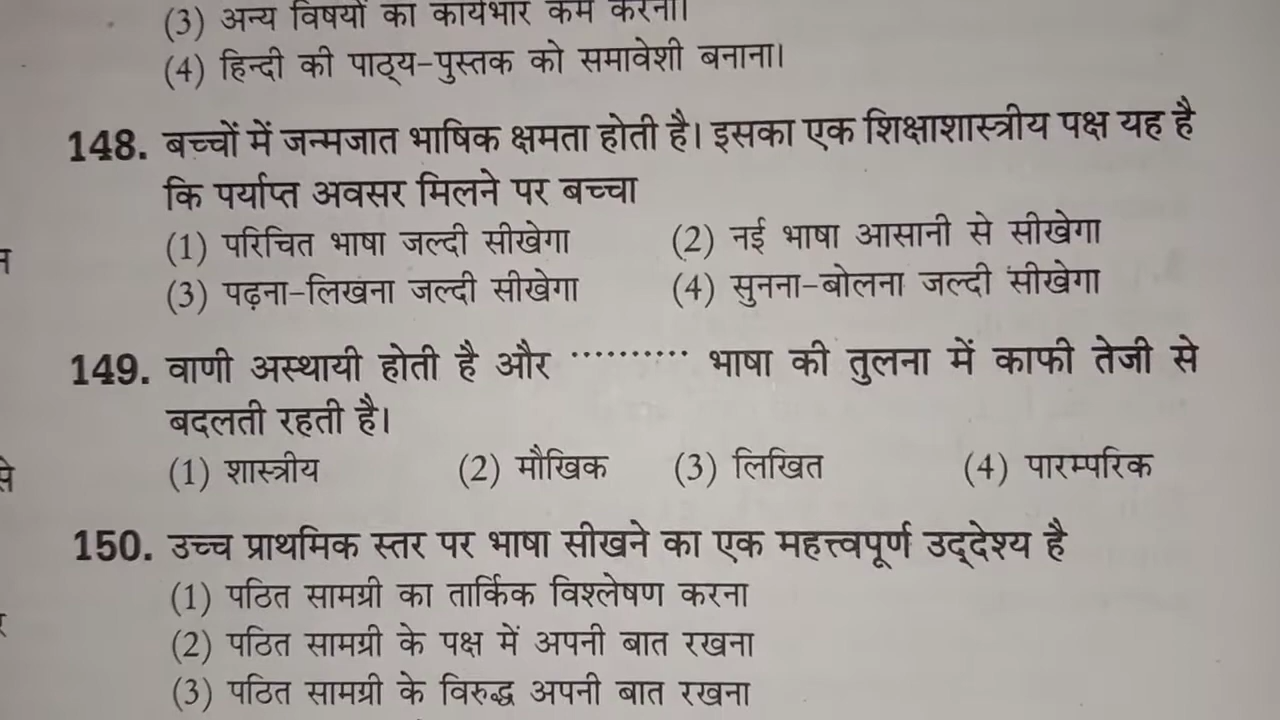 (3) अन्य विषयों का कार्यभार कम करना।
(4) हिन्दी की पाठ्य-पुस्तक को समावेशी बनाना।
148. बच्चों में जन्मजात भाषिक क्षमता होती है। इसका एक शिक्षाशास्त्रीय पक्ष यह है
कि पर्याप्त अवसर मिलने पर बच्चा
(1) परिचित भाषा जल्दी सीखेगा (2) नई भाषा आसानी से सीखेगा
(3) पढ़ना-लिखना जल्दी सीखेगा (4) सुनना-बोलना जल्दी सीखेगा
149. वाणी अस्थायी होती है और ·········· भाषा की तुलना में काफी तेजी से
बदलती रहती है।
(1) शास्त्रीय (2) मौखिक (3) लिखित (4) पारम्परिक
150. उच्च प्राथमिक स्तर पर भाषा सीखने का एक महत्त्वपूर्ण उद्देश्य है
(1) पठित सामग्री का तार्किक विश्लेषण करना
(2) पठित सामग्री के पक्ष में अपनी बात रखना
(3) पठित सामग्री के विरुद्ध अपनी बात रखना